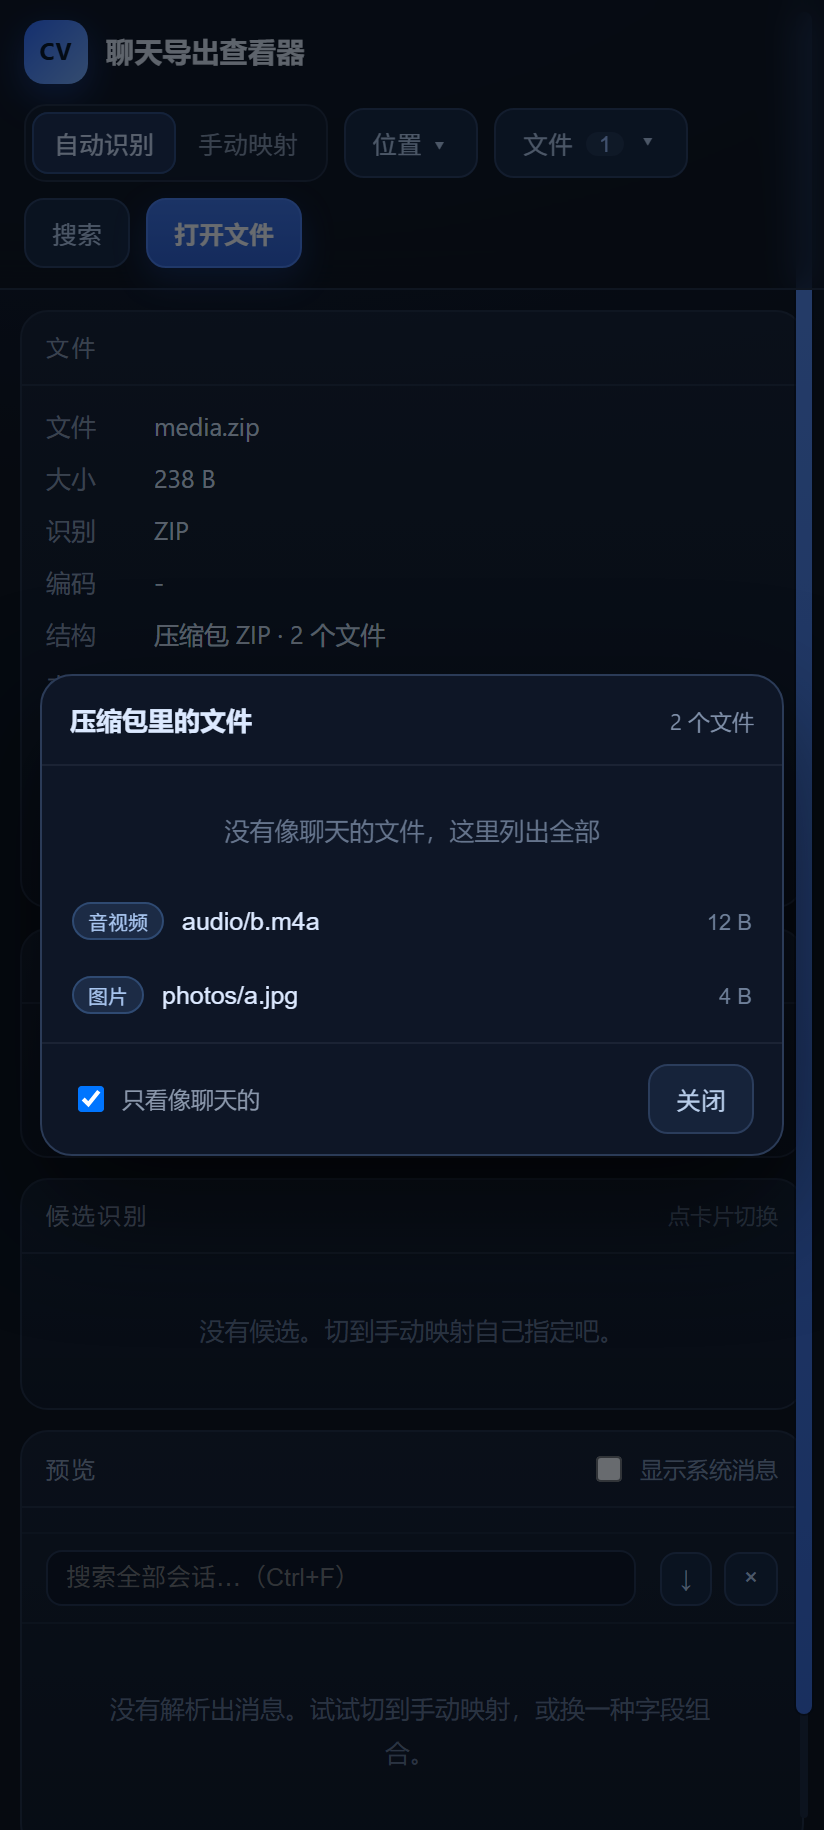 CV 聊天导出查看器
自动识别 手动映射 位置 ▼ 文件 1 ▼
搜索 打开文件
文件
文件 media.zip
大小 238 B
识别 ZIP
编码 -
结构 压缩包 ZIP · 2 个文件
压缩包里的文件 2 个文件
没有像聊天的文件，这里列出全部
音视频 audio/b.m4a 12 B
图片 photos/a.jpg 4 B
只看像聊天的 关闭
候选识别 点卡片切换
没有候选。切到手动映射自己指定吧。
预览 显示系统消息
搜索全部会话…（Ctrl+F） ↓ ×
没有解析出消息。试试切到手动映射，或换一种字段组
合。